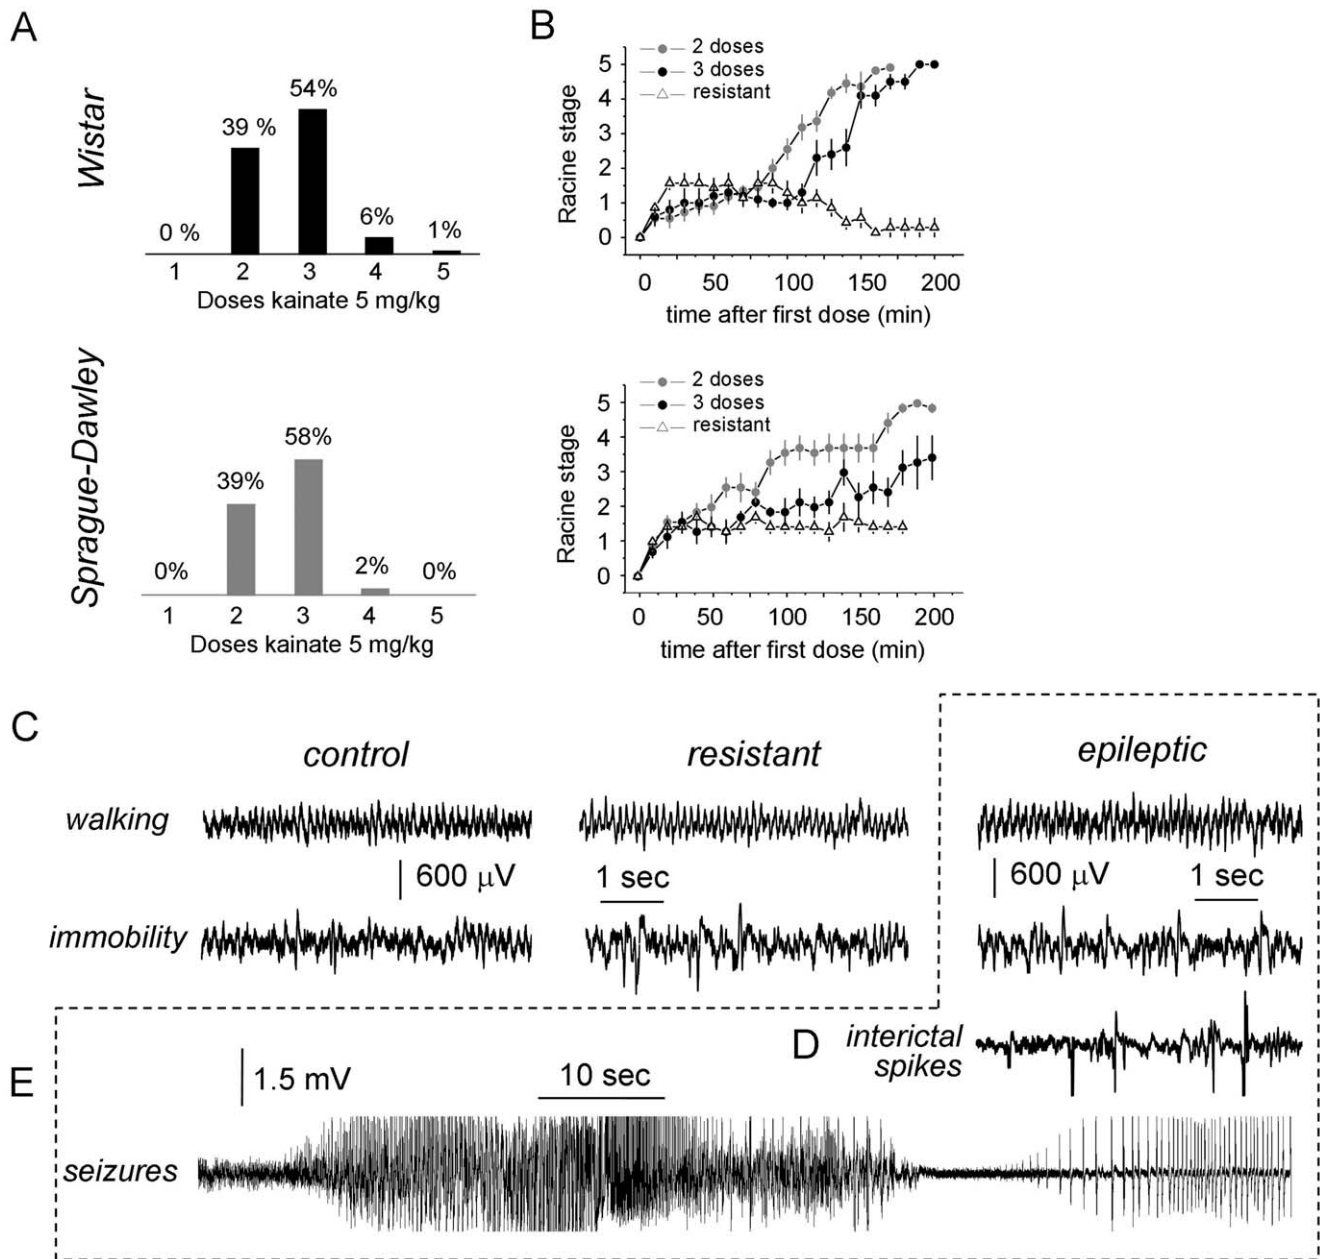 A
Wistar
0 %
39 %
54%
6%
1%
1 2 3 4 5
Doses kainate 5 mg/kg
Sprague-Dawley
0%
39%
58%
2%
0%
1 2 3 4 5
Doses kainate 5 mg/kg
B
2 doses
3 doses
resistant
Racine stage
5
4
3
2
1
0
0 50 100 150 200
time after first dose (min)
2 doses
3 doses
resistant
Racine stage
5
4
3
2
1
0
0 50 100 150 200
time after first dose (min)
C
control
resistant
epileptic
walking
600 μV
1 sec
600 μV
1 sec
immobility
D
interictal
spikes
E
1.5 mV
10 sec
seizures